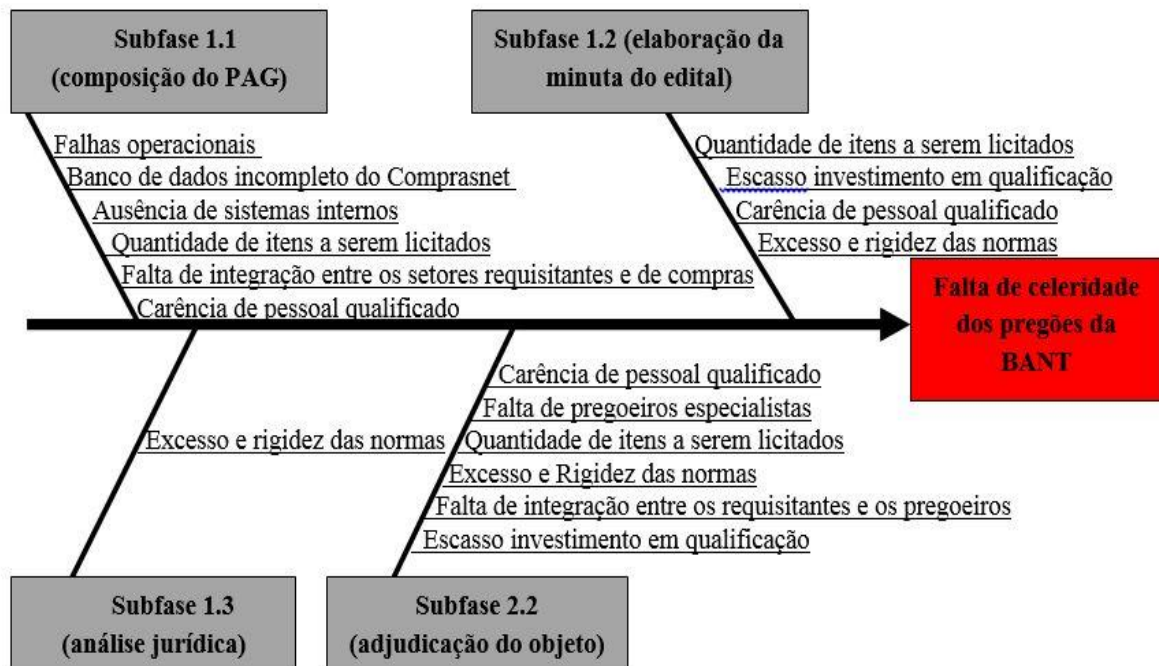 Subfase 1.1
(composição do PAG)
Subfase 1.2 (elaboração da
minuta do edital)
Falhas operacionais
Banco de dados incompleto do Comprasnet
Ausência de sistemas internos
Quantidade de itens a serem licitados
Falta de integração entre os setores requisitantes e de compras
Carência de pessoal qualificado
Quantidade de itens a serem licitados
Escasso investimento em qualificação
Carência de pessoal qualificado
Excesso e rigidez das normas
Falta de celeridade
dos pregões da
BANT
Excesso e rigidez das normas
Carência de pessoal qualificado
Falta de pregoeiros especialistas
Quantidade de itens a serem licitados
Excesso e Rigidez das normas
Falta de integração entre os requisitantes e os pregoeiros
Escasso investimento em qualificação
Subfase 1.3
(análise jurídica)
Subfase 2.2
(adjudicação do objeto)